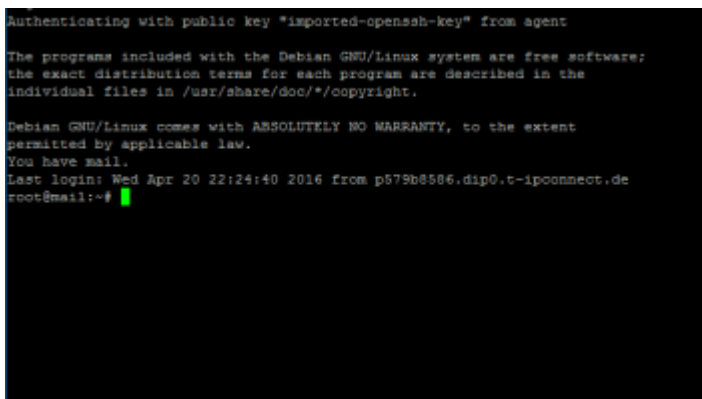 Authenticating with public key "imported-openssh-key" from agent
The programs included with the Debian GNU/Linux system are free software;
the exact distribution terms for each program are described in the
individual files in /usr/share/doc/*/copyright.
Debian GNU/Linux comes with ABSOLUTELY NO WARRANTY, to the extent
permitted by applicable law.
You have mail.
Last login: Wed Apr 20 22:24:40 2016 from p579b8586.dip0.t-ipconnect.de
root@mail:~#